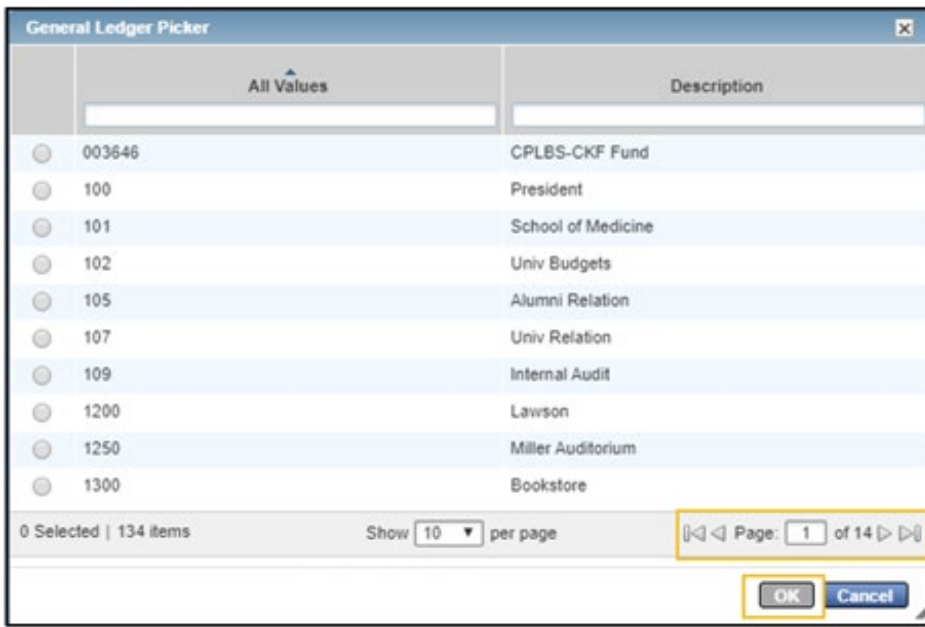 General Ledger Picker
All Values Description
003646 CPLBS-CKF Fund
100 President
101 School of Medicine
102 Univ Budgets
105 Alumni Relation
107 Univ Relation
109 Internal Audit
1200 Lawson
1250 Miller Auditorium
1300 Bookstore
0 Selected | 134 items Show 10 per page Page: 1 of 14
OK Cancel